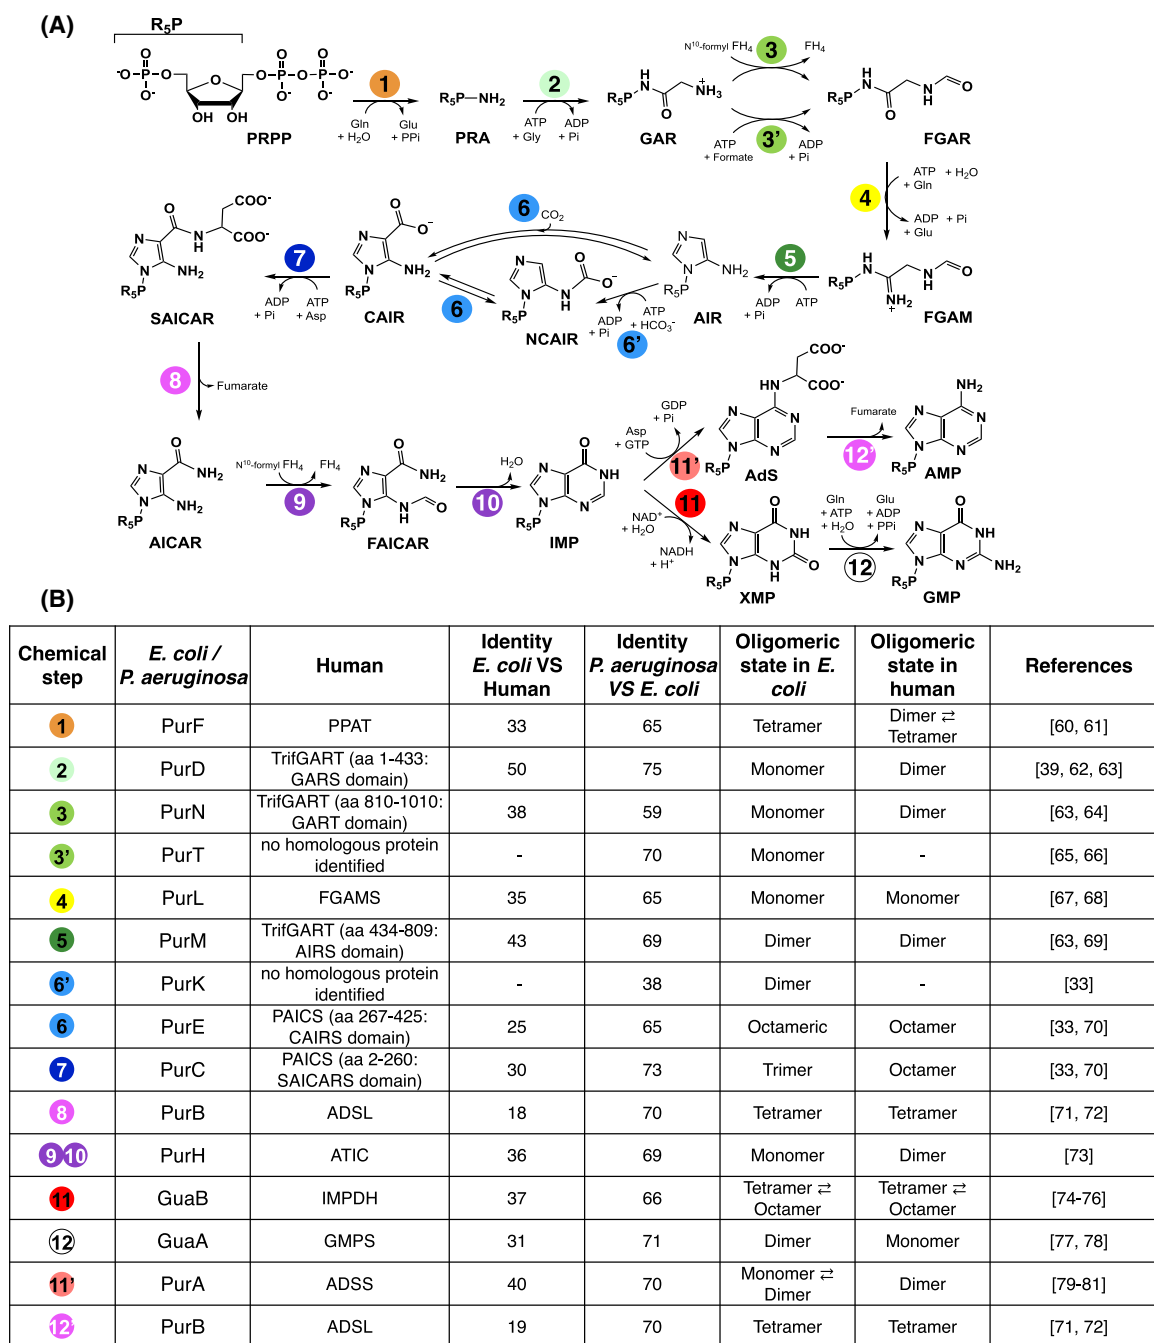 (A)
R₅P
PRPP
1
Gln
+ H₂O
Glu
+ PPi
R₅P—NH₂
PRA
2
ATP
+ Gly
ADP
+ Pi
GAR
N¹⁰-formyl FH₄
3
FH₄
3'
ATP
+ Formate
ADP
+ Pi
FGAR
4
ATP + H₂O
+ Gln
ADP + Pi
+ Glu
FGAM
5
ADP
+ Pi
ATP
AIR
6
CO₂
6
NCAIR
ADP
+ Pi
ATP
+ HCO₃⁻
6'
CAIR
7
ADP
+ Pi
ATP
+ Asp
SAICAR
8
Fumarate
AICAR
N¹⁰-formyl FH₄
FH₄
9
FAICAR
H₂O
10
IMP
Asp
+ GTP
GDP
+ Pi
11'
AdS
Fumarate
12'
AMP
11
NAD⁺
+ H₂O
NADH
+ H⁺
XMP
Gln
+ ATP
+ H₂O
Glu
+ ADP
+ PPi
12
GMP
(B)
Chemical step | E. coli / P. aeruginosa | Human | Identity E. coli VS Human | Identity P. aeruginosa VS E. coli | Oligomeric state in E. coli | Oligomeric state in human | References
1 | PurF | PPAT | 33 | 65 | Tetramer | Dimer ⇄ Tetramer | [60, 61]
2 | PurD | TrifGART (aa 1-433: GARS domain) | 50 | 75 | Monomer | Dimer | [39, 62, 63]
3 | PurN | TrifGART (aa 810-1010: GART domain) | 38 | 59 | Monomer | Dimer | [63, 64]
3' | PurT | no homologous protein identified | - | 70 | Monomer | - | [65, 66]
4 | PurL | FGAMS | 35 | 65 | Monomer | Monomer | [67, 68]
5 | PurM | TrifGART (aa 434-809: AIRS domain) | 43 | 69 | Dimer | Dimer | [63, 69]
6' | PurK | no homologous protein identified | - | 38 | Dimer | - | [33]
6 | PurE | PAICS (aa 267-425: CAIRS domain) | 25 | 65 | Octameric | Octamer | [33, 70]
7 | PurC | PAICS (aa 2-260: SAICARS domain) | 30 | 73 | Trimer | Octamer | [33, 70]
8 | PurB | ADSL | 18 | 70 | Tetramer | Tetramer | [71, 72]
9 10 | PurH | ATIC | 36 | 69 | Monomer | Dimer | [73]
11 | GuaB | IMPDH | 37 | 66 | Tetramer ⇄ Octamer | Tetramer ⇄ Octamer | [74-76]
12 | GuaA | GMPS | 31 | 71 | Dimer | Monomer | [77, 78]
11' | PurA | ADSS | 40 | 70 | Monomer ⇄ Dimer | Dimer | [79-81]
12' | PurB | ADSL | 19 | 70 | Tetramer | Tetramer | [71, 72]